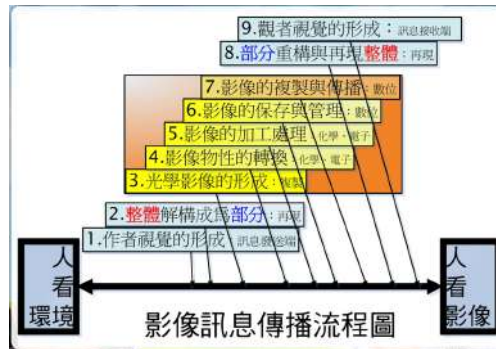 9.觀者視覺的形成：訊息接收端
8.部分重構與再現整體：再現
7.影像的複製與傳播：數位
6.影像的保存與管理：數位
5.影像的加工處理：化學、電子
4.影像物性的轉換：化學、電子
3.光學影像的形成：複製
2.整體解構成為部分：再現
1.作者視覺的形成：訊息發送端
人看環境
人看影像
影像訊息傳播流程圖